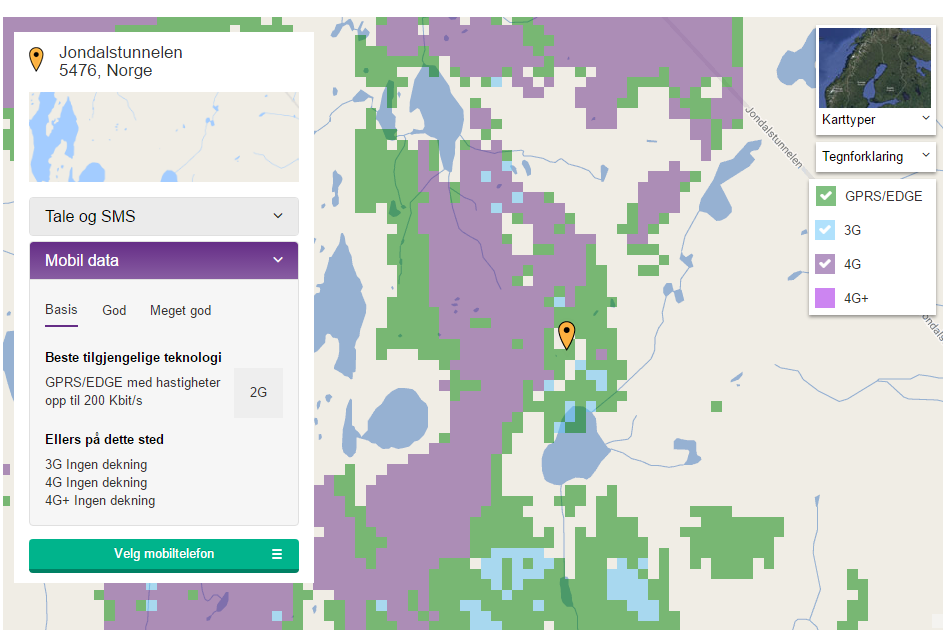 Jondalstunnelen
5476, Norge
Tale og SMS
Mobil data
Basis God Meget god
Beste tilgjengelige teknologi
GPRS/EDGE med hastigheter
opp til 200 Kbit/s
2G
Ellers på dette sted
3G Ingen dekning
4G Ingen dekning
4G+ Ingen dekning
Velg mobiltelefon
Jondalstunnelen
Karttyper
Tegnforklaring
GPRS/EDGE
3G
4G
4G+